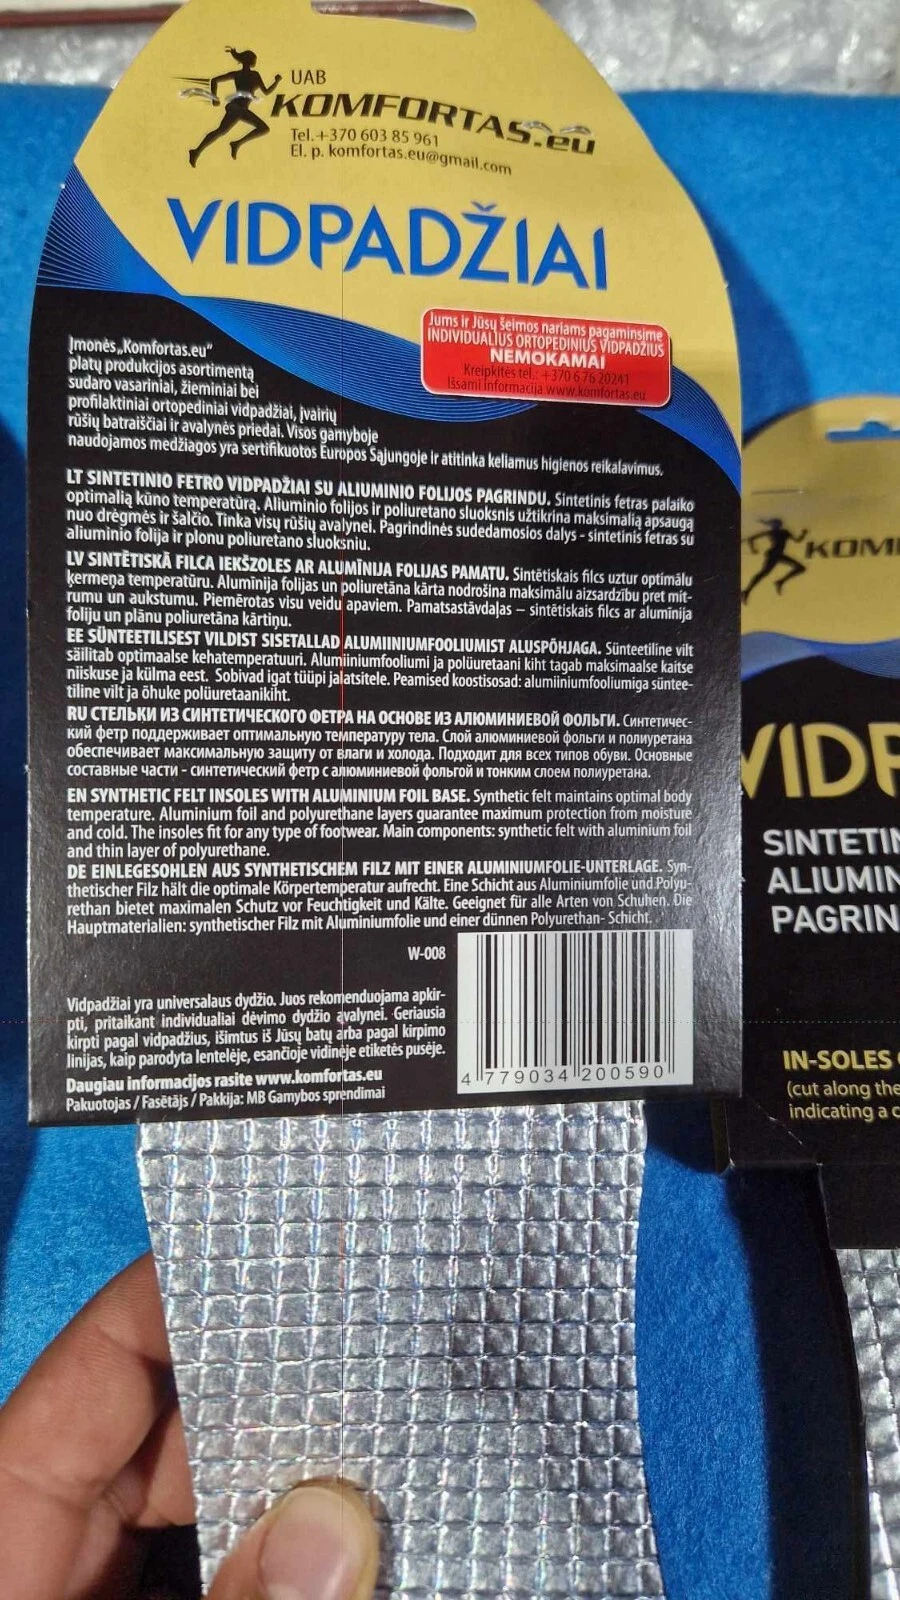 UAB
KOMFORTAS.eu
Tel.+370 603 85 961
El. p. komfortas.eu@gmail.com
VIDPADŽIAI
Jums ir Jūsų šeimos nariams pagaminsime
INDIVIDUALIUS ORTOPEDINIUS VIDPADŽIUS
NEMOKAMAI
Kreipkitės tel.: +370 6 76 20241
Išsami informacija www.komfortas.eu
Įmonės „Komfortas.eu“
platų produkcijos asortimentą
sudaro vasariniai, žieminiai bei
profilaktiniai ortopediniai vidpadžiai, įvairių
rūšių batraiščiai ir avalynės priedai. Visos gamyboje
naudojamos medžiagos yra sertifikuotos Europos Sąjungoje ir atitinka keliamus higienos reikalavimus.
LT SINTETINIO FETRO VIDPADŽIAI SU ALIUMINIO FOLIJOS PAGRINDU. Sintetinis fetras palaiko
optimalią kūno temperatūrą. Aliuminio folijos ir poliuretano sluoksnis užtikrina maksimalią apsaugą
nuo drėgmės ir šalčio. Tinka visų rūšių avalynei. Pagrindinės sudedamosios dalys - sintetinis fetras su
aliuminio folija ir plonu poliuretano sluoksniu.
LV SINTĒTISKĀ FILCA IEKŠZOLES AR ALUMĪNIJA FOLIJAS PAMATU. Sintētiskais filcs uztur optimālu
ķermeņa temperatūru. Alumīnija folijas un poliuretāna kārta nodrošina maksimālu aizsardzību pret mit-
rumu un aukstumu. Piemērotas visu veidu apaviem. Pamatsastāvdaļas – sintētiskais filcs ar alumīnija
foliju un plānu poliuretāna kārtiņu.
EE SÜNTEETILISEST VILDIST SISETALLAD ALUMIINIUMFOOLIUMIST ALUSPÕHJAGA. Sünteetiline vilt
säilitab optimaalse kehatemperatuuri. Alumiiniumfooliumi ja polüuretaani kiht tagab maksimaalse kaitse
niiskuse ja külma eest. Sobivad igat tüüpi jalatsitele. Peamised koostisosad: alumiiniumfooliumiga süntee-
tiline vilt ja õhuke polüuretaanikiht.
RU СТЕЛЬКИ ИЗ СИНТЕТИЧЕСКОГО ФЕТРА НА ОСНОВЕ ИЗ АЛЮМИНИЕВОЙ ФОЛЬГИ. Синтетичес-
кий фетр поддерживает оптимальную температуру тела. Слой алюминиевой фольги и полиуретана
обеспечивает максимальную защиту от влаги и холода. Подходит для всех типов обуви. Основные
составные части - синтетический фетр с алюминиевой фольгой и тонким слоем полиуретана.
EN SYNTHETIC FELT INSOLES WITH ALUMINIUM FOIL BASE. Synthetic felt maintains optimal body
temperature. Aluminium foil and polyurethane layers guarantee maximum protection from moisture
and cold. The insoles fit for any type of footwear. Main components: synthetic felt with aluminium foil
and thin layer of polyurethane.
DE EINLEGESOHLEN AUS SYNTHETISCHEM FILZ MIT EINER ALUMINIUMFOLIE-UNTERLAGE. Syn-
thetischer Filz hält die optimale Körpertemperatur aufrecht. Eine Schicht aus Aluminiumfolie und Polyu-
rethan bietet maximalen Schutz vor Feuchtigkeit und Kälte. Geeignet für alle Arten von Schuhen. Die
Hauptmaterialien: synthetischer Filz mit Aluminiumfolie und einer dünnen Polyurethan- Schicht.
W-008
Vidpadžiai yra universalaus dydžio. Juos rekomenduojama apkir-
pti, pritaikant individualiai dėvimo dydžio avalynei. Geriausia
kirpti pagal vidpadžius, išimtus iš Jūsų batų arba pagal kirpimo
linijas, kaip parodyta lentelėje, esančioje vidinėje etiketės pusėje.
Daugiau informacijos rasite www.komfortas.eu
Pakuotojas / Fasētājs / Pakkija: MB Gamybos sprendimai
4 779034 200590
KOM
VIDP
SINTETIN
ALIUMIN
PAGRIN
IN-SOLES
(cut along the
indicating a c